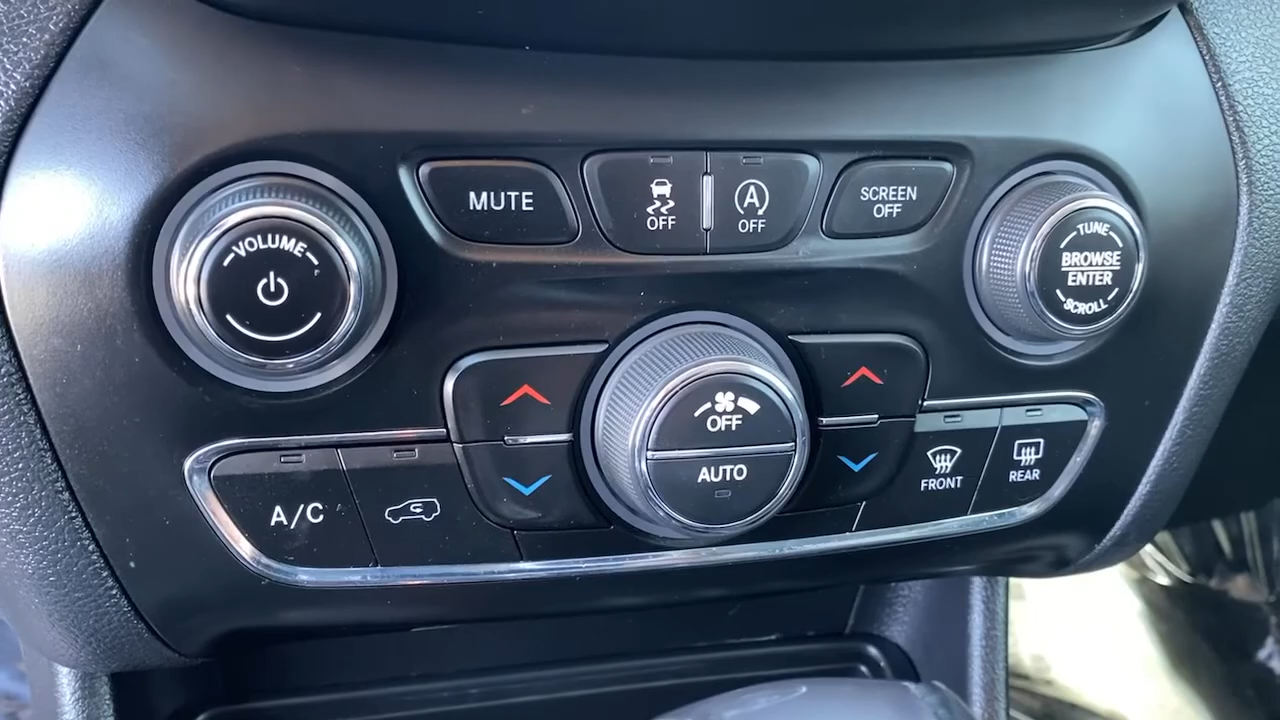 MUTE
OFF
A
OFF
SCREEN
OFF
VOLUME
TUNE
BROWSE
ENTER
SCROLL
OFF
AUTO
A/C
FRONT
REAR